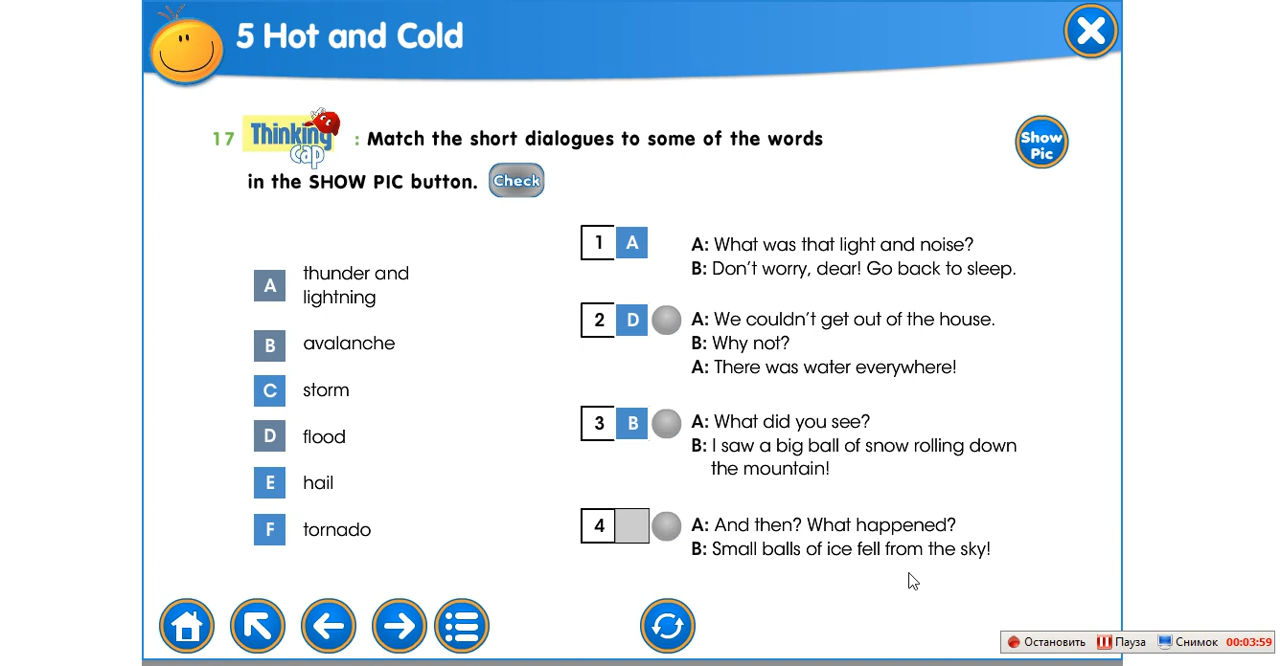 5 Hot and Cold
17 Thinking Cap : Match the short dialogues to some of the words
in the SHOW PIC button. Check
Show
Pic
A thunder and
lightning
B avalanche
C storm
D flood
E hail
F tornado
1 A A: What was that light and noise?
B: Don't worry, dear! Go back to sleep.
2 D A: We couldn't get out of the house.
B: Why not?
A: There was water everywhere!
3 B A: What did you see?
B: I saw a big ball of snow rolling down
the mountain!
4 A: And then? What happened?
B: Small balls of ice fell from the sky!
Остановить Пауза Снимок 00:03:59